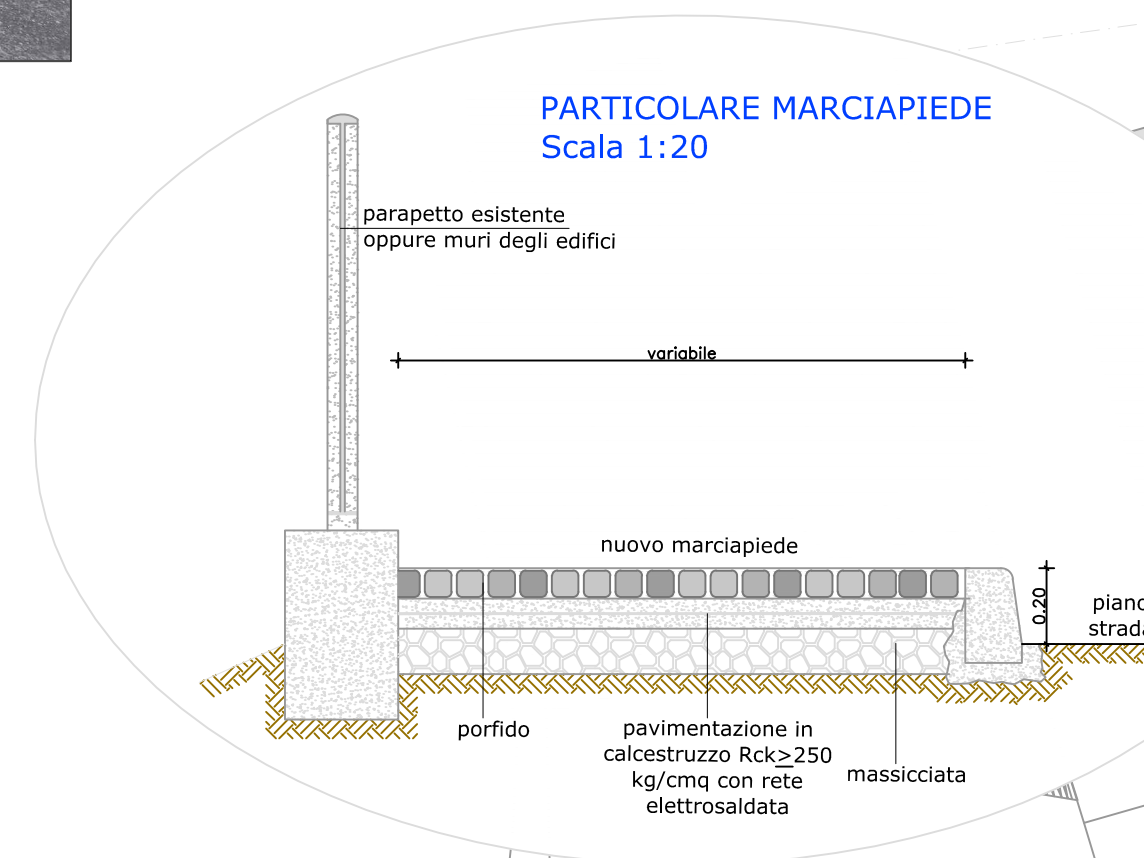 PARTICOLARE MARCIAPIEDE
Scala 1:20
parapetto esistente
oppure muri degli edifici
variabile
nuovo marciapiede
0.20
porfido
pavimentazione in
calcestruzzo Rck≥250
kg/cmq con rete
elettrosaldata
massicciata